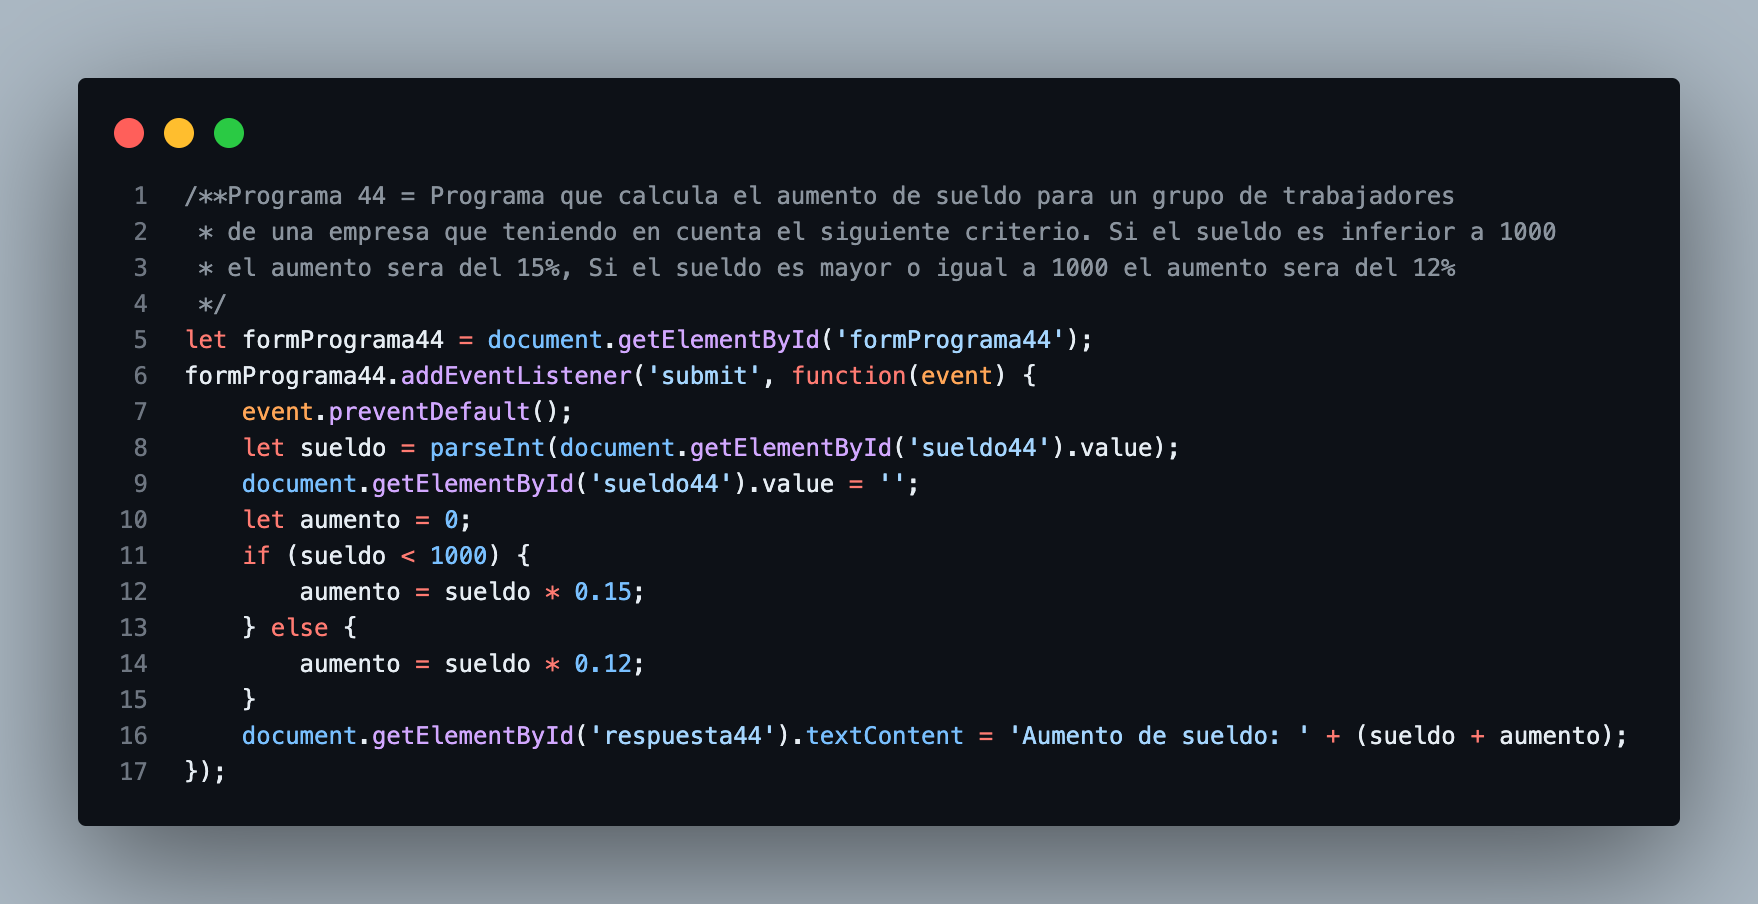 1 /**Programa 44 = Programa que calcula el aumento de sueldo para un grupo de trabajadores
2  * de una empresa que teniendo en cuenta el siguiente criterio. Si el sueldo es inferior a 1000
3  * el aumento sera del 15%, Si el sueldo es mayor o igual a 1000 el aumento sera del 12%
4  */
5 let formPrograma44 = document.getElementById('formPrograma44');
6 formPrograma44.addEventListener('submit', function(event) {
7     event.preventDefault();
8     let sueldo = parseInt(document.getElementById('sueldo44').value);
9     document.getElementById('sueldo44').value = '';
10     let aumento = 0;
11     if (sueldo < 1000) {
12         aumento = sueldo * 0.15;
13     } else {
14         aumento = sueldo * 0.12;
15     }
16     document.getElementById('respuesta44').textContent = 'Aumento de sueldo: ' + (sueldo + aumento);
17 });